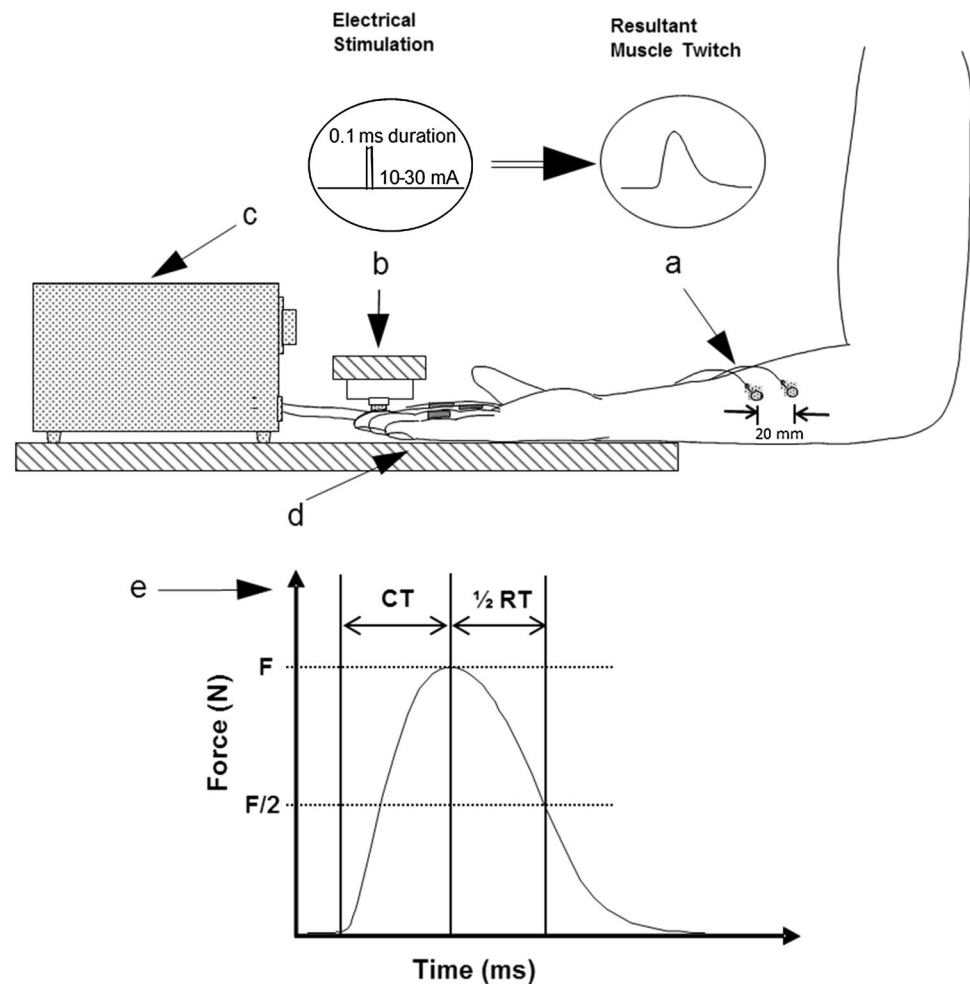 Electrical
Stimulation
Resultant
Muscle Twitch
0.1 ms duration
10-30 mA
c
b
a
20 mm
d
e
CT
½ RT
F
F/2
Force (N)
Time (ms)